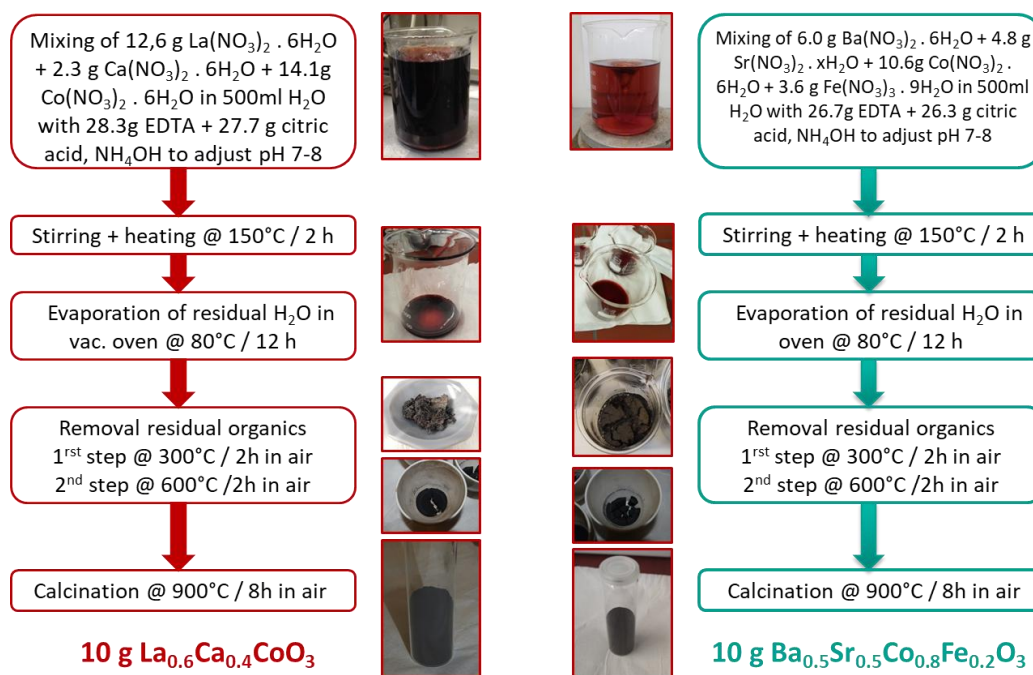 Mixing of 12,6 g La(NO₃)₂ . 6H₂O
+ 2.3 g Ca(NO₃)₂ . 6H₂O + 14.1g
Co(NO₃)₂ . 6H₂O in 500ml H₂O
with 28.3g EDTA + 27.7 g citric
acid, NH₄OH to adjust pH 7-8
Stirring + heating @ 150°C / 2 h
Evaporation of residual H₂O in
vac. oven @ 80°C / 12 h
Removal residual organics
1ʳˢᵗ step @ 300°C / 2h in air
2ⁿᵈ step @ 600°C /2h in air
Calcination @ 900°C / 8h in air
10 g La₀.₆Ca₀.₄CoO₃
Mixing of 6.0 g Ba(NO₃)₂ . 6H₂O + 4.8 g
Sr(NO₃)₂ . xH₂O + 10.6g Co(NO₃)₂ .
6H₂O + 3.6 g Fe(NO₃)₃ . 9H₂O in 500ml
H₂O with 26.7g EDTA + 26.3 g citric
acid, NH₄OH to adjust pH 7-8
Stirring + heating @ 150°C / 2 h
Evaporation of residual H₂O in
oven @ 80°C / 12 h
Removal residual organics
1ʳˢᵗ step @ 300°C / 2h in air
2ⁿᵈ step @ 600°C /2h in air
Calcination @ 900°C / 8h in air
10 g Ba₀.₅Sr₀.₅Co₀.₈Fe₀.₂O₃